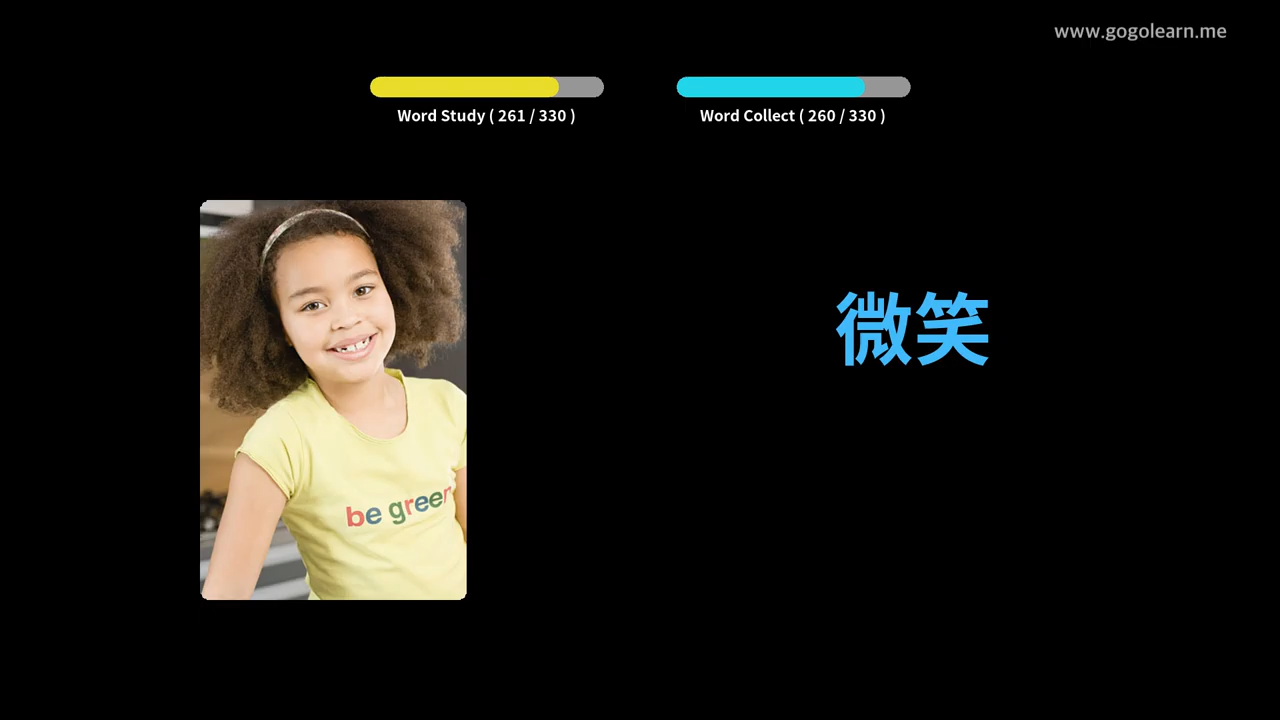 www.gogolearn.me
Word Study ( 261 / 330 )
Word Collect ( 260 / 330 )
微笑
be green